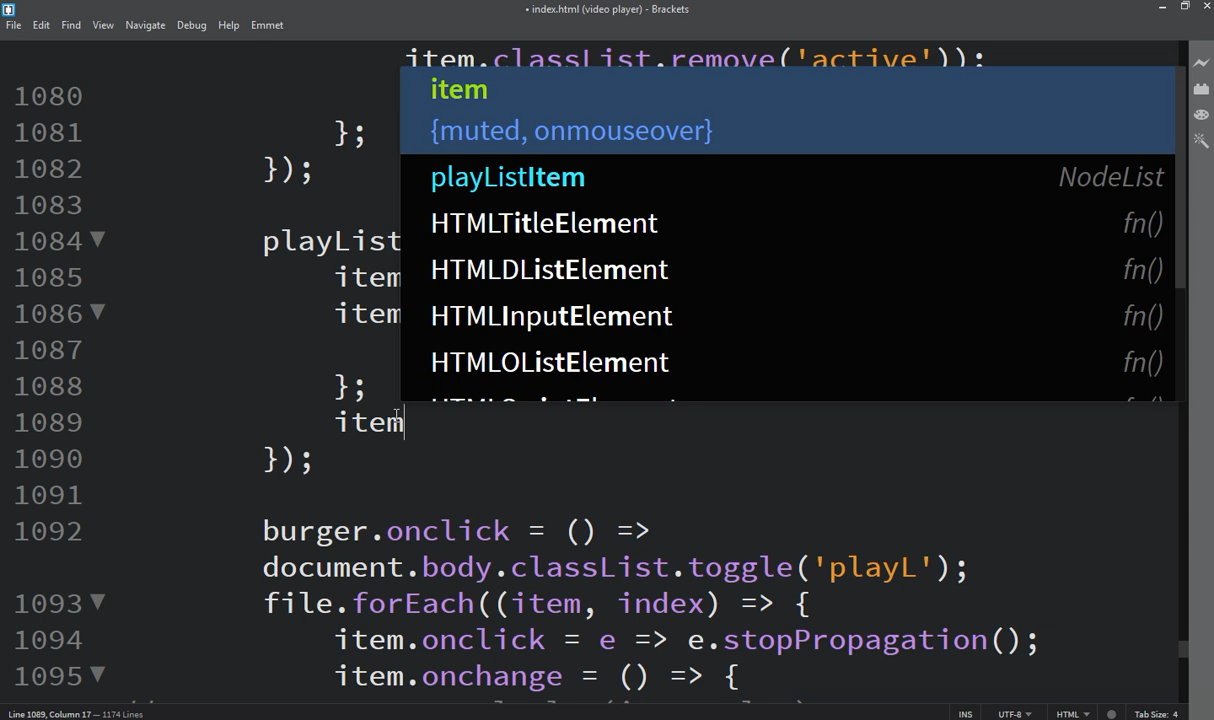 • index.html (video player) - Brackets
File Edit Find View Navigate Debug Help Emmet
item.classList.remove('active'));
1080
1081 };
1082 });
1083
1084 playList
1085 item
1086 item
1087
1088 };
1089 item
1090 });
1091
1092 burger.onclick = () =>
document.body.classList.toggle('playL');
1093 file.forEach((item, index) => {
1094 item.onclick = e => e.stopPropagation();
1095 item.onchange = () => {
item
{muted, onmouseover}
playListItem NodeList
HTMLTitleElement fn()
HTMLDListElement fn()
HTMLInputElement fn()
HTMLOListElement fn()
Line 1089, Column 17 — 1174 Lines
INS UTF-8 HTML Tab Size: 4